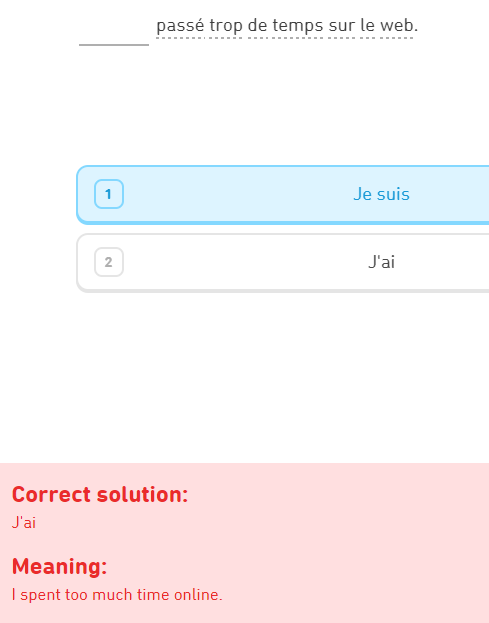 _____ passé trop de temps sur le web.
1 Je suis
2 J'ai
Correct solution:
J'ai
Meaning:
I spent too much time online.